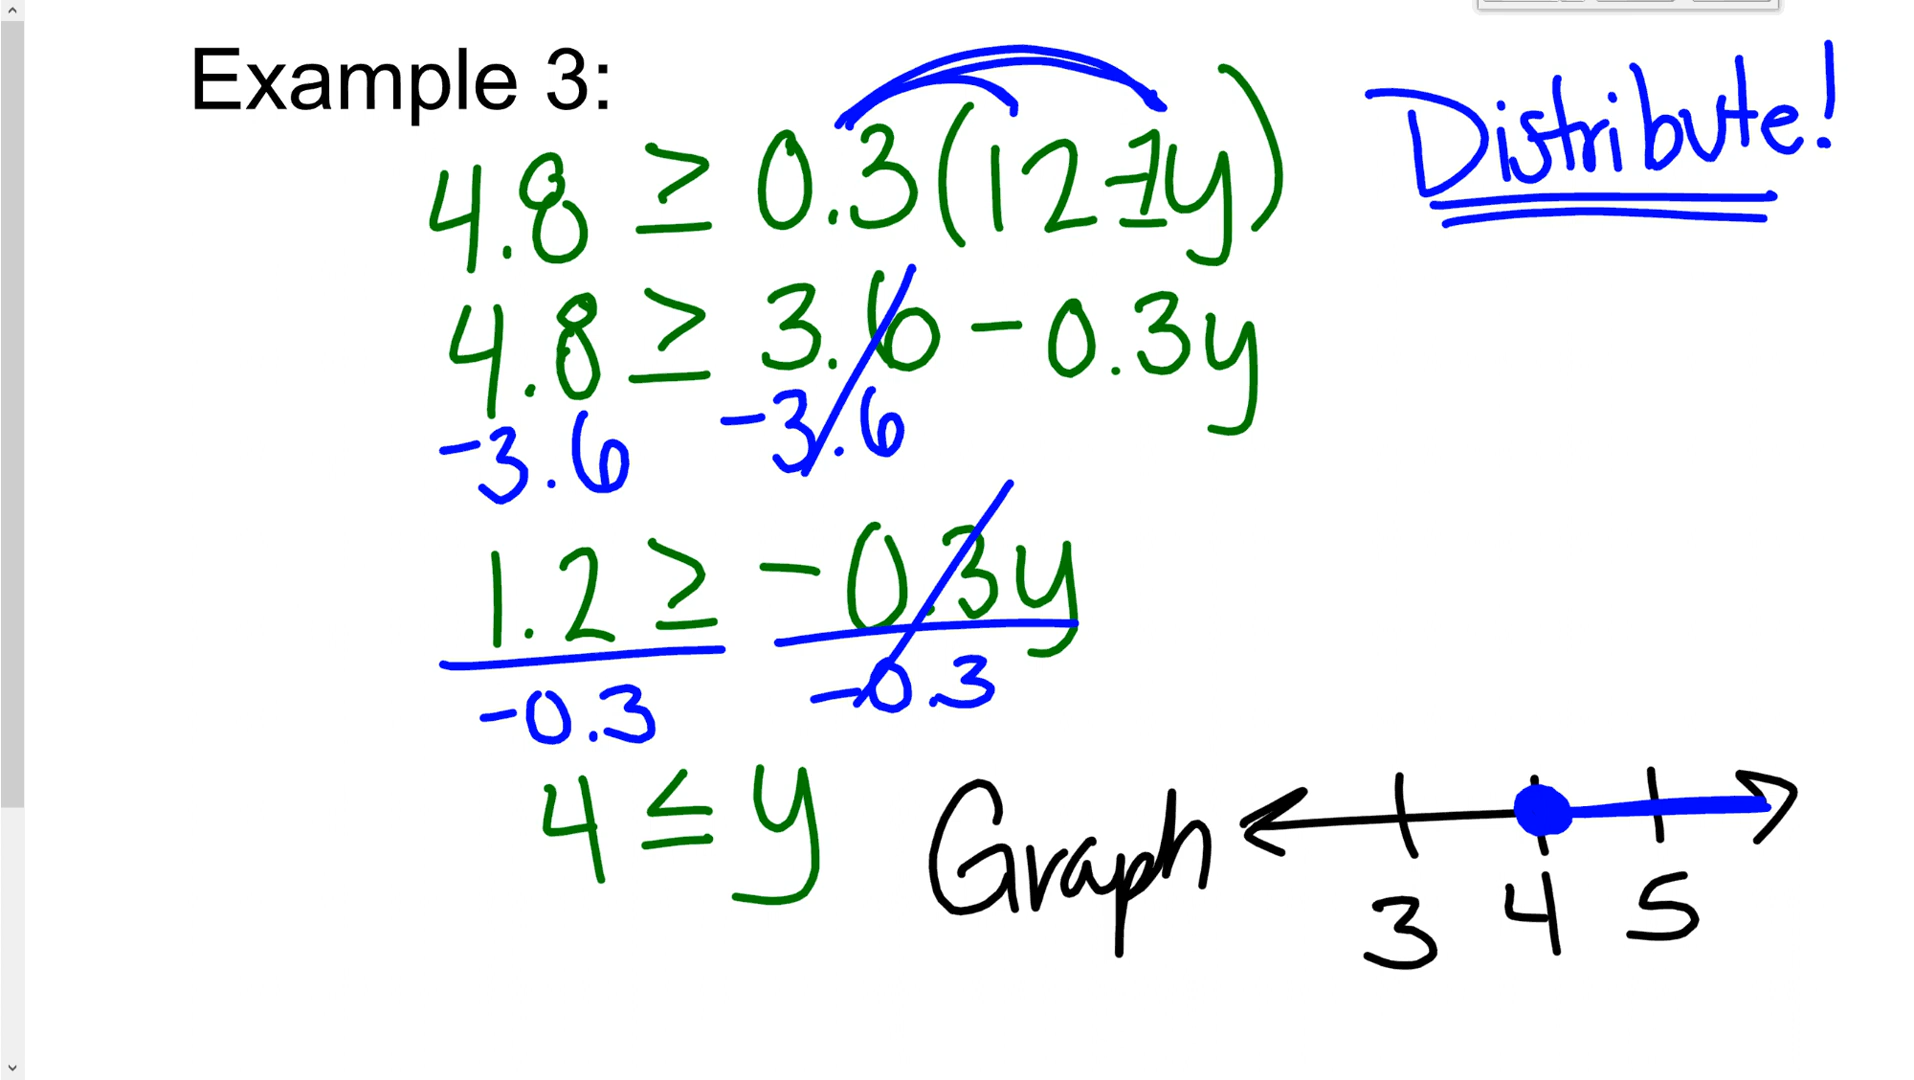 Example 3:
Distribute!
4.8 ≥ 0.3(12-1y)
4.8 ≥ 3.6 - 0.3y
-3.6 -3.6
1.2 ≥ -0.3y
-0.3 -0.3
4 ≤ y
Graph
3 4 5